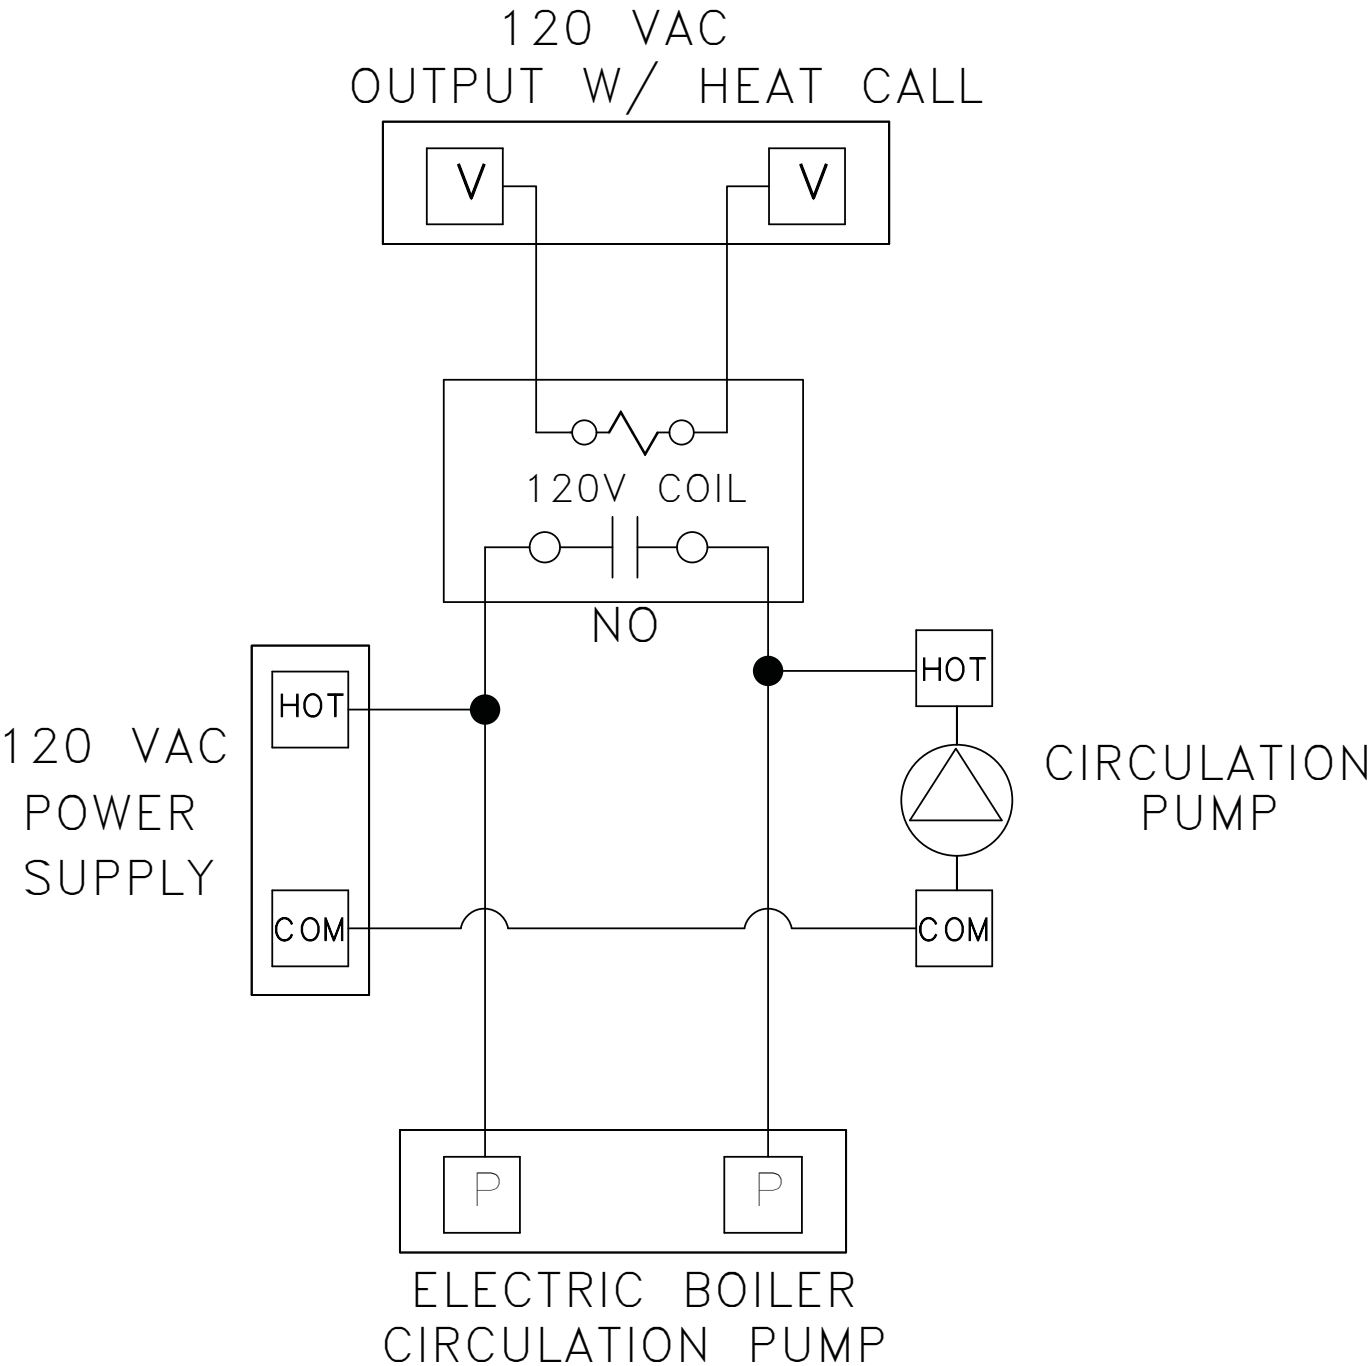 120 VAC
OUTPUT W/ HEAT CALL
V
V
120V COIL
NO
HOT
HOT
120 VAC
POWER
SUPPLY
CIRCULATION
PUMP
COM
COM
P
P
ELECTRIC BOILER
CIRCULATION PUMP